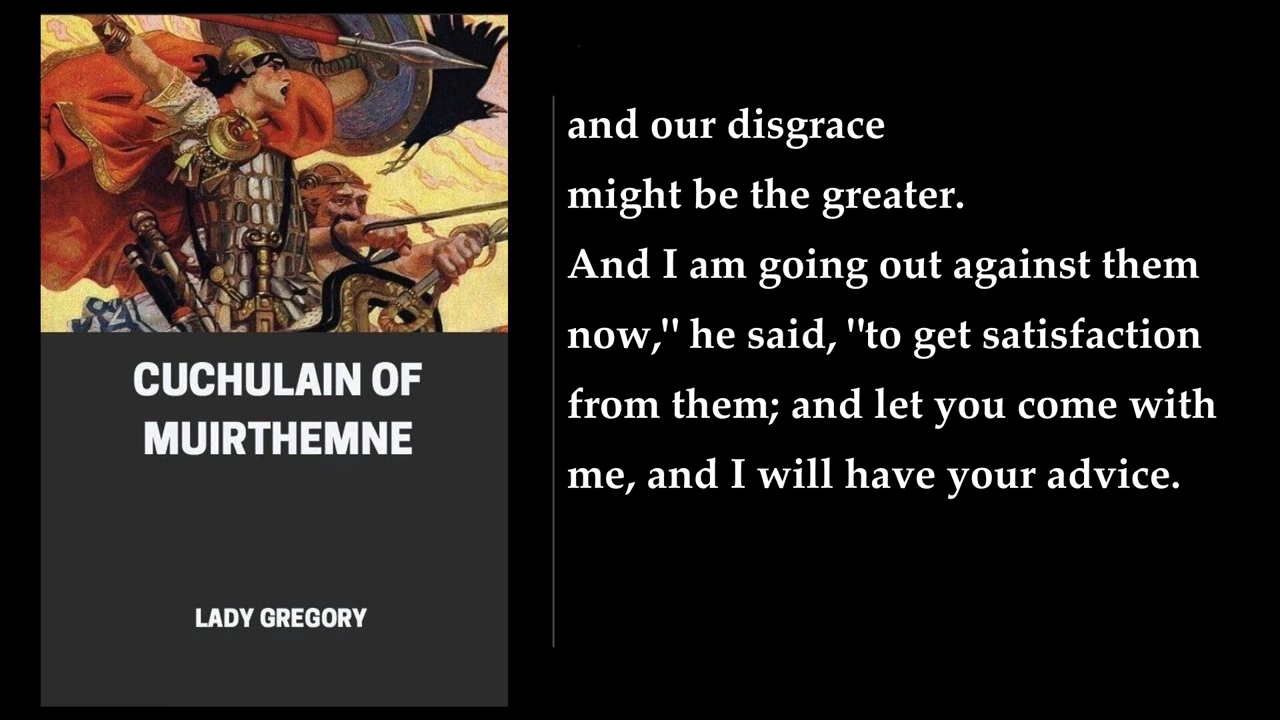 CUCHULAIN OF
MUIRTHEMNE
LADY GREGORY
and our disgrace
might be the greater.
And I am going out against them
now," he said, "to get satisfaction
from them; and let you come with
me, and I will have your advice.